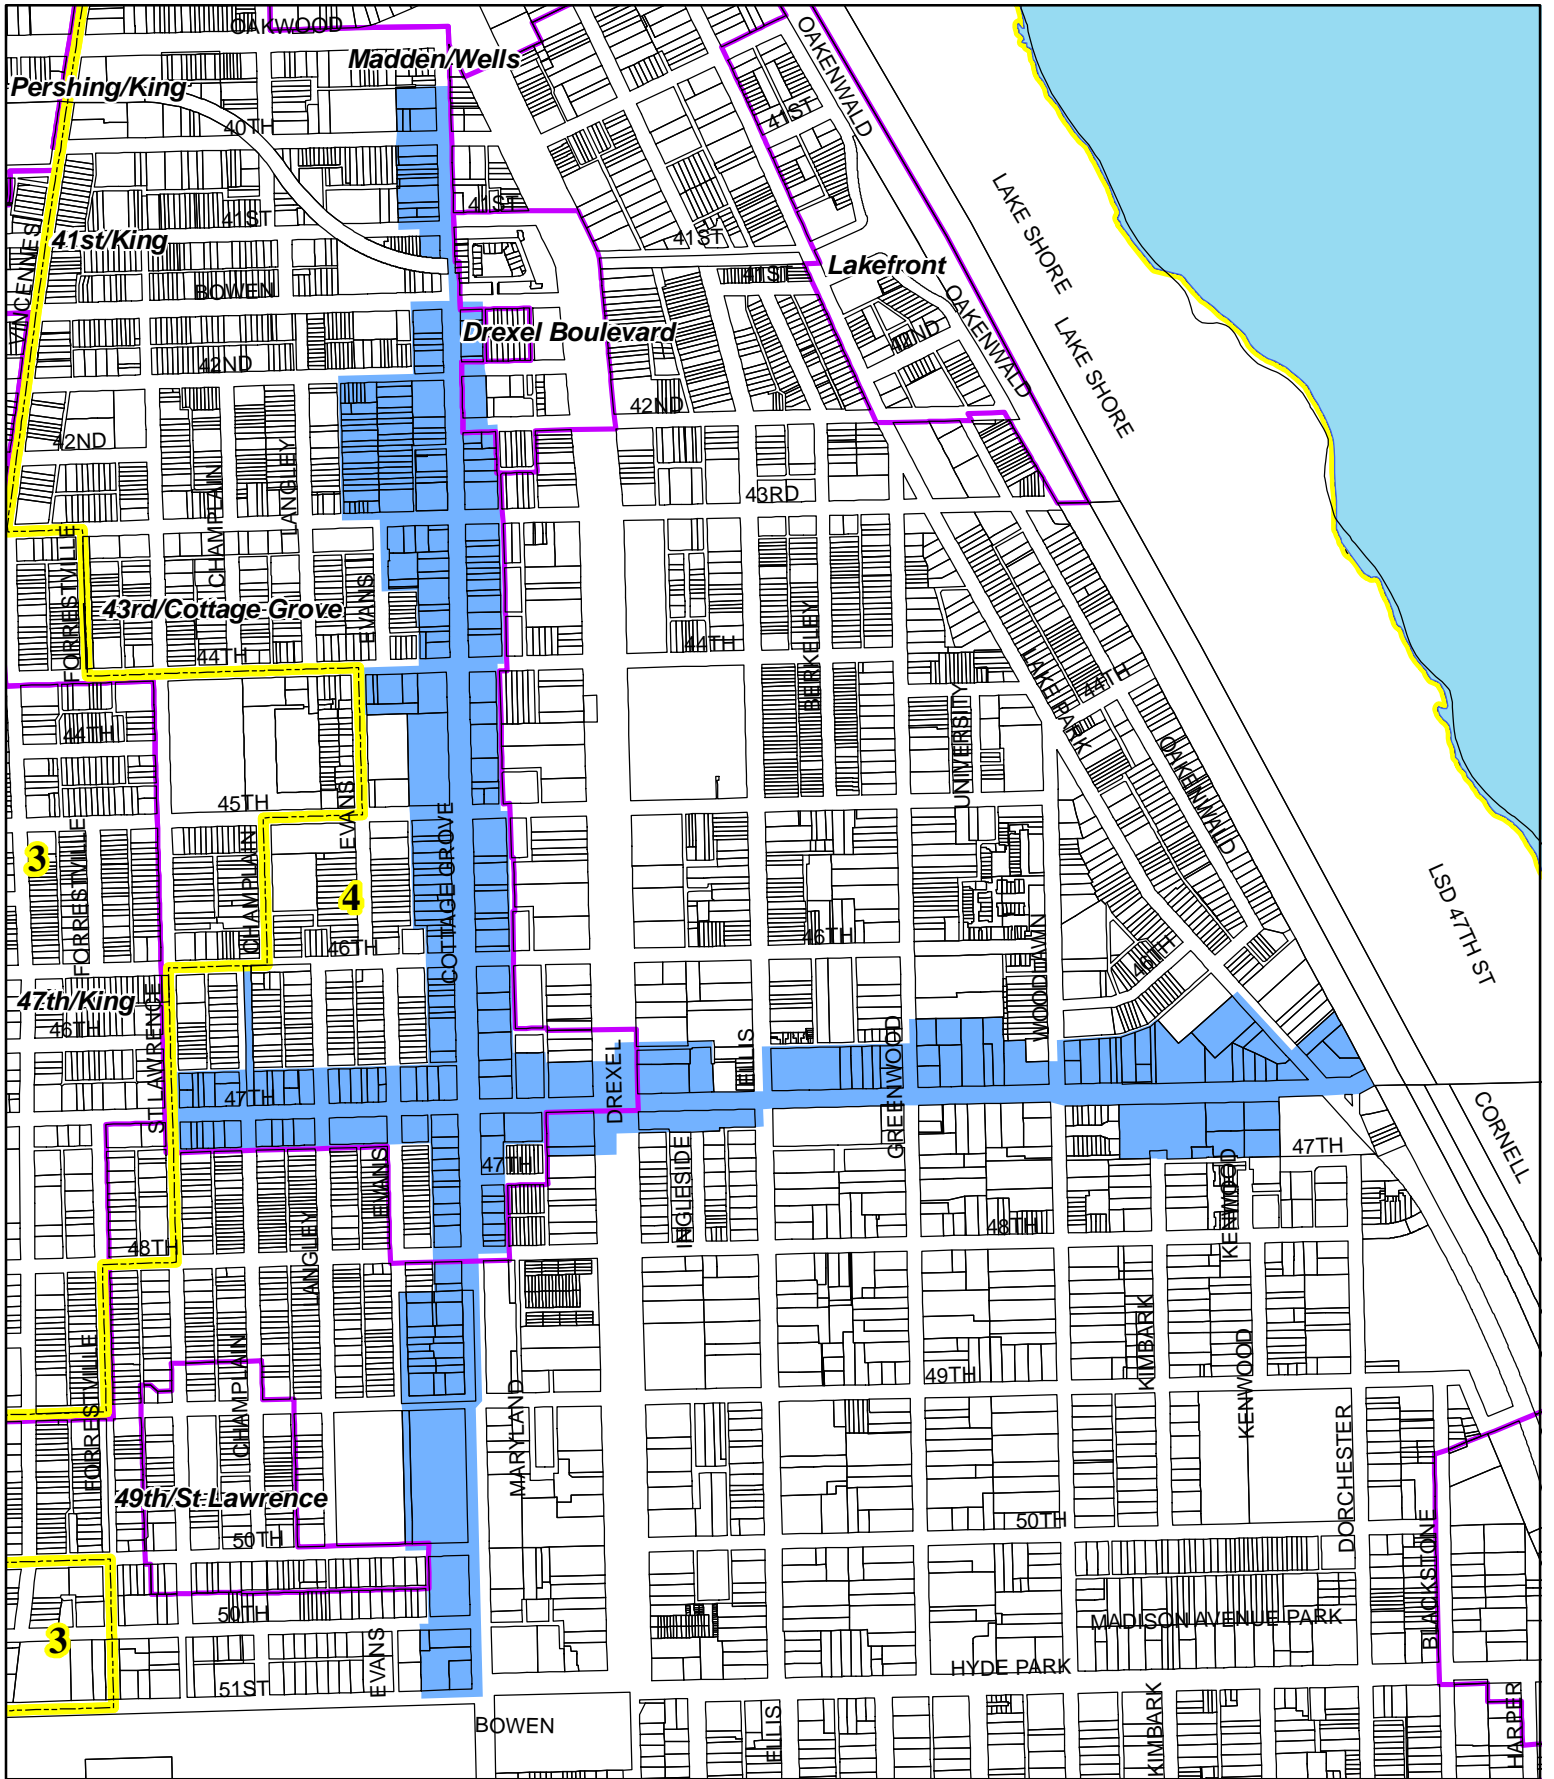 OAKWOOD
Madden/Wells
OAKENWALD
Pershing/King
40TH
41ST
LAKE SHORE
41ST
41ST
VINCENNES
41st/King
41ST
Lakefront
41ST
BOWEN
OAKENWALD
LAKE SHORE
Drexel Boulevard
42ND
42ND
42ND
42ND
CHAMPLAIN
LANGLEY
43RD
FORRESTVILLE
EVANS
43rd/Cottage Grove
BERKELEY
44TH
44TH
LAKE PARK
44TH
UNIVERSITY
44TH
OAKENWALD
45TH
EVANS
COTTAGE GROVE
3
FORRESTVILLE
CHAMPLAIN
4
46TH
46TH
WOODLAWN
46TH
LSD 47TH ST
47th/King
46TH
ST LAWRENCE
DREXEL
ELLIS
GREENWOOD
47TH
CORNELL
47TH
47TH
EVANS
INGLESIDE
KENWOOD
48TH
48TH
LANGLEY
FORRESTVILLE
CHAMPLAIN
MARYLAND
49TH
KIMBARK
KENWOOD
DORCHESTER
49th/St Lawrence
50TH
50TH
BLACKSTONE
50TH
MADISON AVENUE PARK
3
EVANS
HYDE PARK
51ST
BOWEN
ELLIS
KIMBARK
HARPER